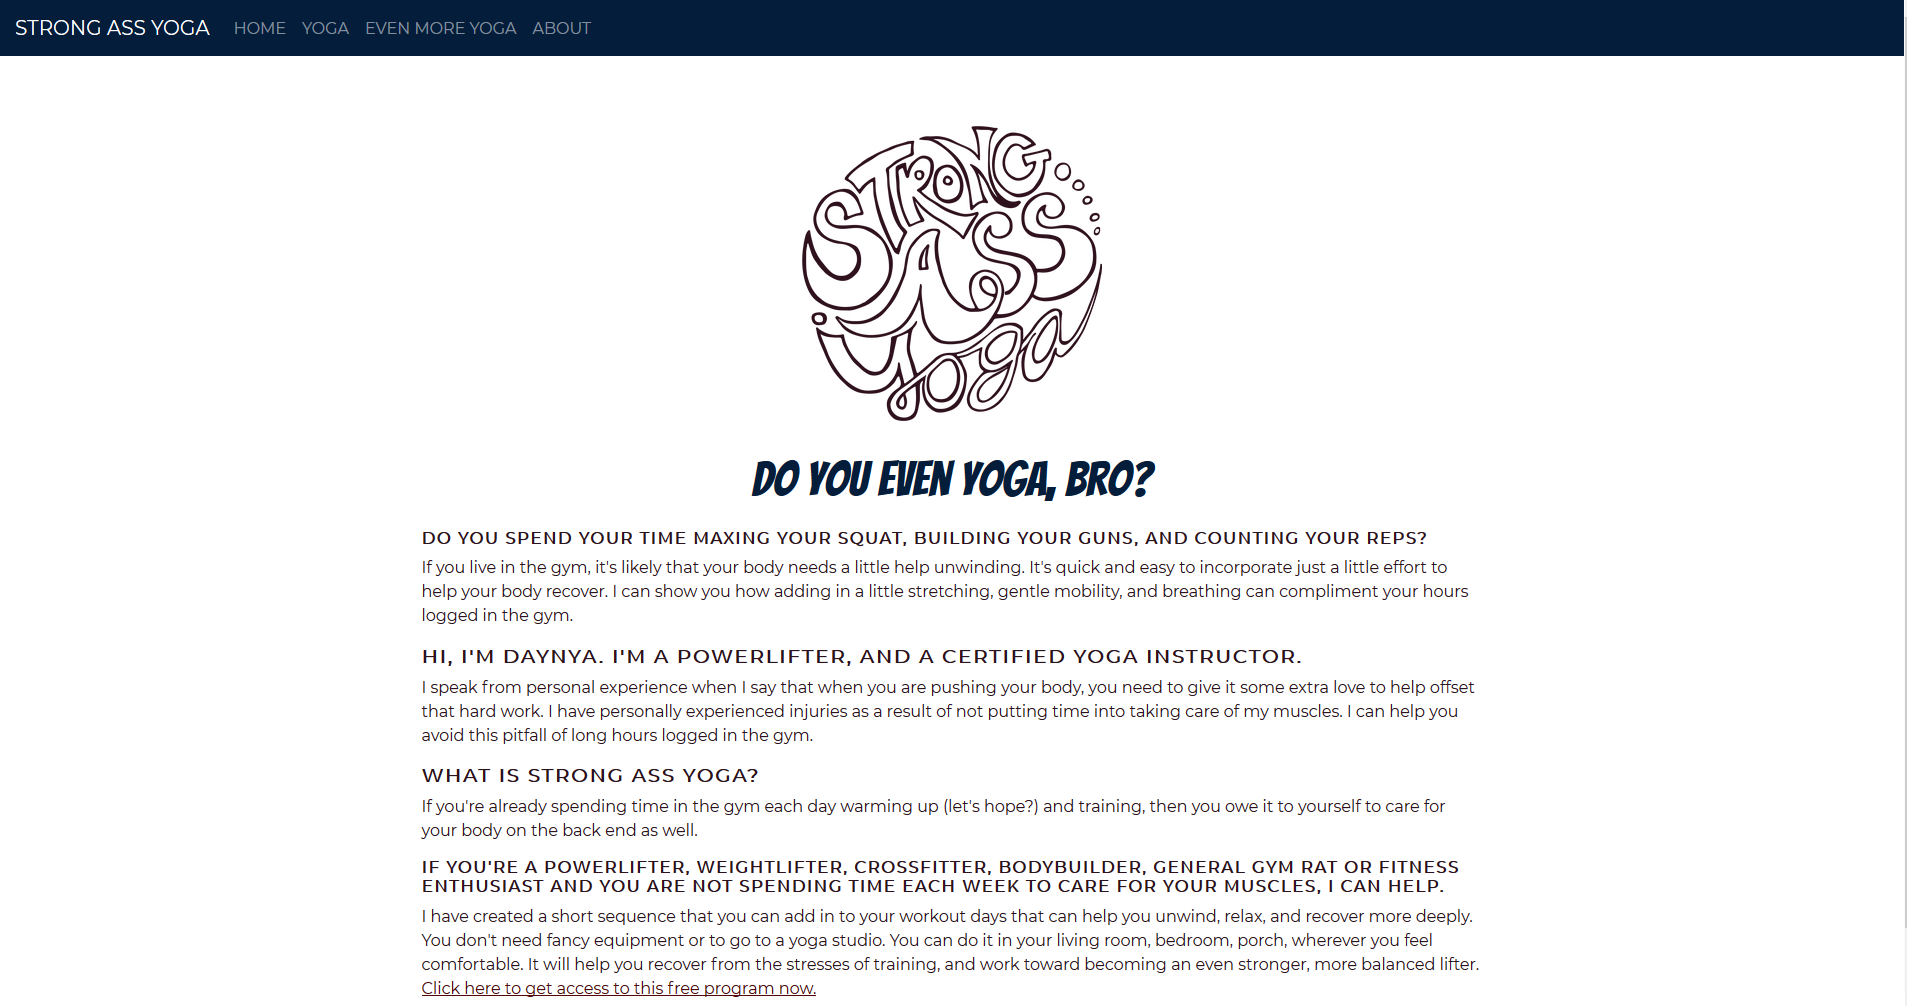 STRONG ASS YOGA HOME YOGA EVEN MORE YOGA ABOUT
STRONG
ASS
yoga
DO YOU EVEN YOGA, BRO?
DO YOU SPEND YOUR TIME MAXING YOUR SQUAT, BUILDING YOUR GUNS, AND COUNTING YOUR REPS?
If you live in the gym, it's likely that your body needs a little help unwinding. It's quick and easy to incorporate just a little effort to
help your body recover. I can show you how adding in a little stretching, gentle mobility, and breathing can compliment your hours
logged in the gym.
HI, I'M DAYNYA. I'M A POWERLIFTER, AND A CERTIFIED YOGA INSTRUCTOR.
I speak from personal experience when I say that when you are pushing your body, you need to give it some extra love to help offset
that hard work. I have personally experienced injuries as a result of not putting time into taking care of my muscles. I can help you
avoid this pitfall of long hours logged in the gym.
WHAT IS STRONG ASS YOGA?
If you're already spending time in the gym each day warming up (let's hope?) and training, then you owe it to yourself to care for
your body on the back end as well.
IF YOU'RE A POWERLIFTER, WEIGHTLIFTER, CROSSFITTER, BODYBUILDER, GENERAL GYM RAT OR FITNESS
ENTHUSIAST AND YOU ARE NOT SPENDING TIME EACH WEEK TO CARE FOR YOUR MUSCLES, I CAN HELP.
I have created a short sequence that you can add in to your workout days that can help you unwind, relax, and recover more deeply.
You don't need fancy equipment or to go to a yoga studio. You can do it in your living room, bedroom, porch, wherever you feel
comfortable. It will help you recover from the stresses of training, and work toward becoming an even stronger, more balanced lifter.
Click here to get access to this free program now.